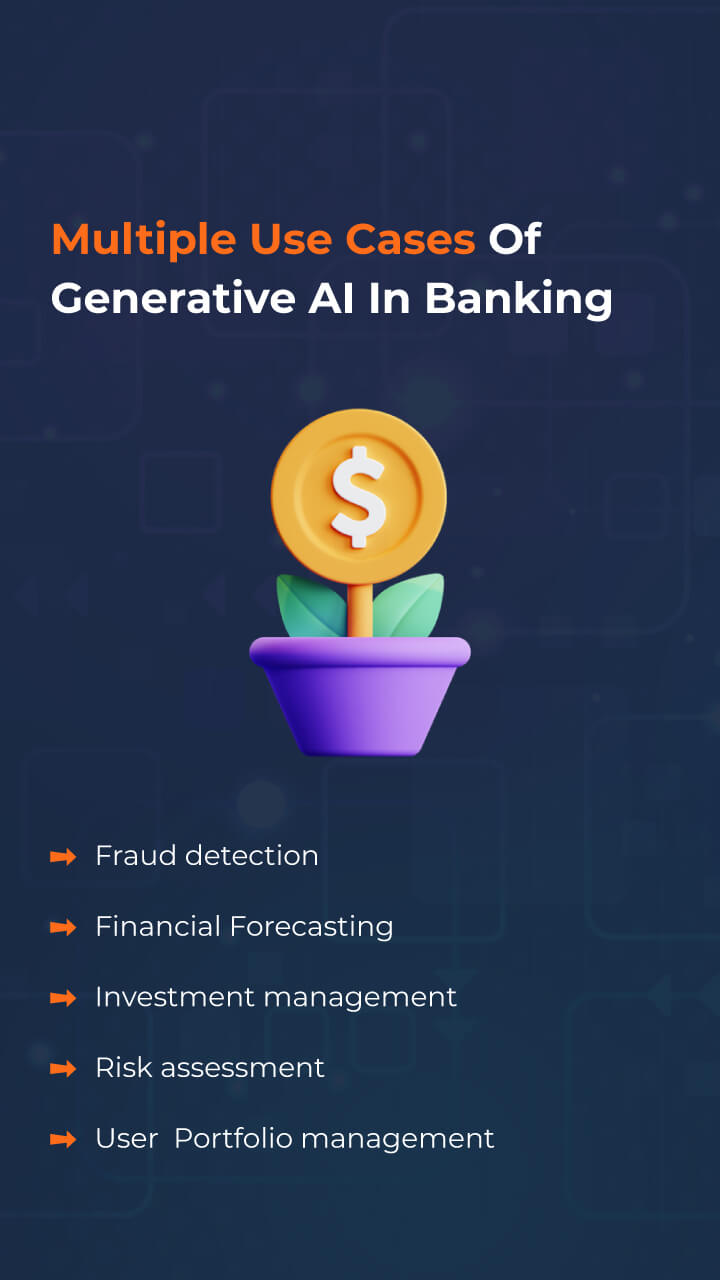 Multiple Use Cases Of
Generative AI In Banking
$
Fraud detection
Financial Forecasting
Investment management
Risk assessment
User  Portfolio management